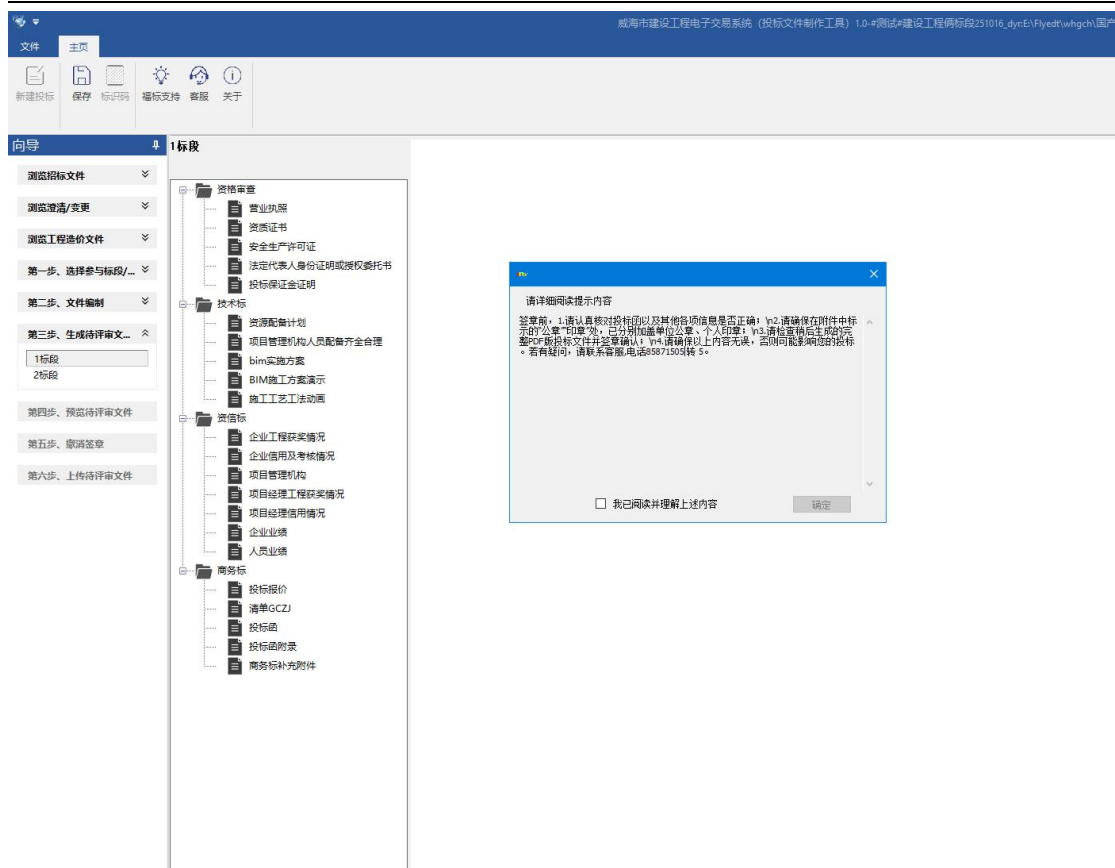 威海市建设工程电子交易系统（投标文件制作工具）1.0-#测试#建设工程俩标段251016_dyr:E:\Flyedt\whgch\国产
文件 主页
新建投标 保存 标识码 福标支持 客服 关于
向导
浏览招标文件
浏览澄清/变更
浏览工程造价文件
第一步、选择参与标段/...
第二步、文件编制
第三步、生成待评审文...
1标段
2标段
第四步、预览待评审文件
第五步、撤消签章
第六步、上传待评审文件
1标段
资格审查
营业执照
资质证书
安全生产许可证
法定代表人身份证明或授权委托书
投标保证金证明
技术标
资源配备计划
项目管理机构人员配备齐全合理
bim实施方案
BIM施工方案演示
施工工艺工法动画
资信标
企业工程获奖情况
企业信用及考核情况
项目管理机构
项目经理工程获奖情况
项目经理信用情况
企业业绩
人员业绩
商务标
投标报价
清单GCZJ
投标函
投标函附录
商务标补充附件
请详细阅读提示内容
签章前，1.请认真核对投标函以及其他各项信息是否正确；\n2.请确保在附件中标
示的"公章""印章"处，已分别加盖单位公章、个人印章；\n3.请检查稍后生成的完
整PDF版投标文件并签章确认；\n4.请确保以上内容无误，否则可能影响您的投标
。若有疑问，请联系客服,电话85871505转 5。
我已阅读并理解上述内容
确定